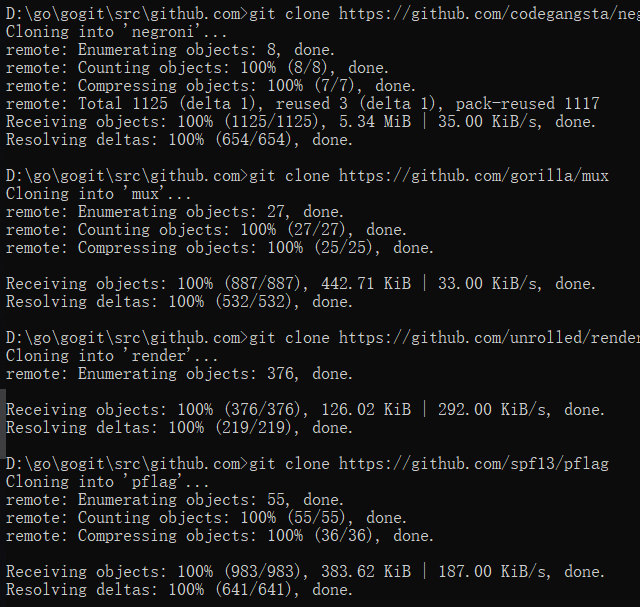 D:\go\gogit\src\github.com>git clone https://github.com/codegangsta/neg
Cloning into 'negroni'...
remote: Enumerating objects: 8, done.
remote: Counting objects: 100% (8/8), done.
remote: Compressing objects: 100% (7/7), done.
remote: Total 1125 (delta 1), reused 3 (delta 1), pack-reused 1117
Receiving objects: 100% (1125/1125), 5.34 MiB | 35.00 KiB/s, done.
Resolving deltas: 100% (654/654), done.
D:\go\gogit\src\github.com>git clone https://github.com/gorilla/mux
Cloning into 'mux'...
remote: Enumerating objects: 27, done.
remote: Counting objects: 100% (27/27), done.
remote: Compressing objects: 100% (25/25), done.
Receiving objects: 100% (887/887), 442.71 KiB | 33.00 KiB/s, done.
Resolving deltas: 100% (532/532), done.
D:\go\gogit\src\github.com>git clone https://github.com/unrolled/render
Cloning into 'render'...
remote: Enumerating objects: 376, done.
Receiving objects: 100% (376/376), 126.02 KiB | 292.00 KiB/s, done.
Resolving deltas: 100% (219/219), done.
D:\go\gogit\src\github.com>git clone https://github.com/spf13/pflag
Cloning into 'pflag'...
remote: Enumerating objects: 55, done.
remote: Counting objects: 100% (55/55), done.
remote: Compressing objects: 100% (36/36), done.
Receiving objects: 100% (983/983), 383.62 KiB | 187.00 KiB/s, done.
Resolving deltas: 100% (641/641), done.